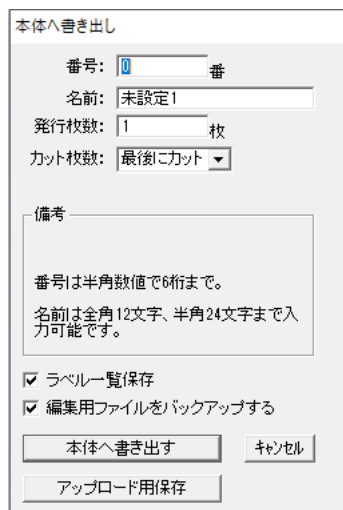 本体へ書き出し
番号: 0 番
名前: 未設定1
発行枚数: 1 枚
カット枚数: 最後にカット
備考
番号は半角数値で6桁まで。
名前は全角12文字、半角24文字まで入
力可能です。
ラベル一覧保存
編集用ファイルをバックアップする
本体へ書き出す キャンセル
アップロード用保存